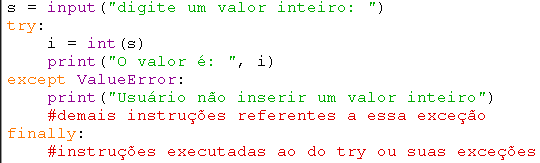 s = input("digite um valor inteiro: ")
try:
    i = int(s)
    print("O valor é: ", i)
except ValueError:
    print("Usuário não inserir um valor inteiro")
    #demais instruções referentes a essa exceção
finally:
    #instruções executadas ao do try ou suas exceções